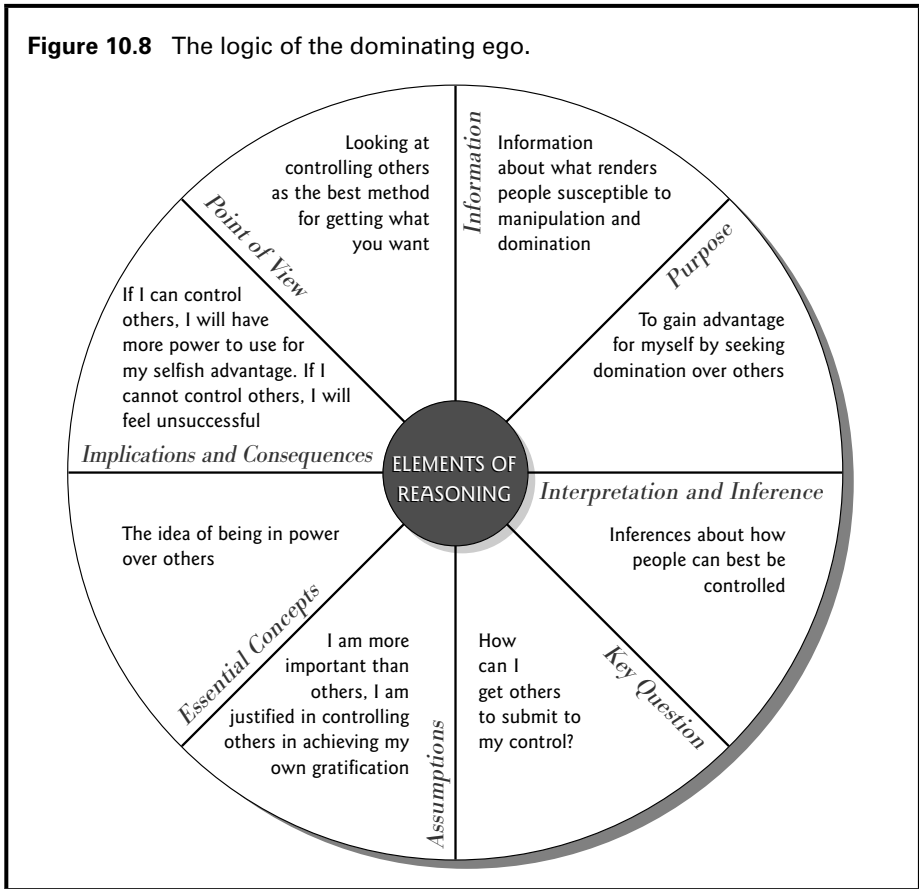 Figure 10.8 The logic of the dominating ego.
Looking at
controlling others
as the best method
for getting what
you want
Point of View
Information
Information
about what renders
people susceptible to
manipulation and
domination
Purpose
To gain advantage
for myself by seeking
domination over others
If I can control
others, I will have
more power to use for
my selfish advantage. If I
cannot control others, I will
feel unsuccessful
Implications and Consequences
ELEMENTS OF
REASONING
Interpretation and Inference
Inferences about how
people can best be
controlled
The idea of being in power
over others
Essential Concepts
I am more
important than
others, I am
justified in controlling
others in achieving my
own gratification
Assumptions
How
can I
get others
to submit to
my control?
Key Question